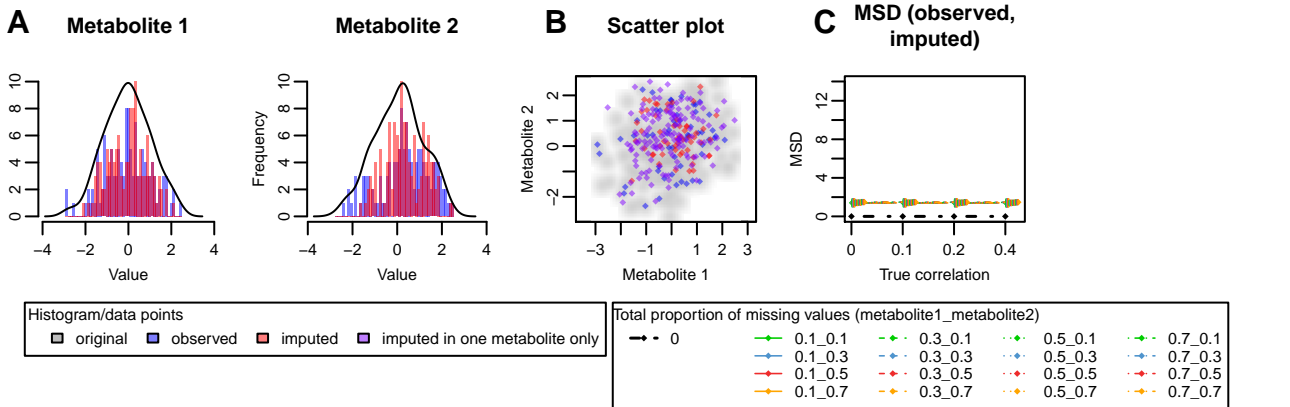 A Metabolite 1 Metabolite 2 B Scatter plot C MSD (observed,
imputed)
0 2 4 6 8 10
−4 −2 0 2 4
Value
Frequency
0 2 4 6 8 10
−4 −2 0 2 4
Value
Metabolite 2
−2 0 1 2
−3 −1 1 2 3
Metabolite 1
MSD
0 4 8 12
0 0.1 0.2 0.4
True correlation
Histogram/data points
original observed imputed imputed in one metabolite only
Total proportion of missing values (metabolite1_metabolite2)
0 0.1_0.1 0.3_0.1 0.5_0.1 0.7_0.1
0.1_0.3 0.3_0.3 0.5_0.3 0.7_0.3
0.1_0.5 0.3_0.5 0.5_0.5 0.7_0.5
0.1_0.7 0.3_0.7 0.5_0.7 0.7_0.7